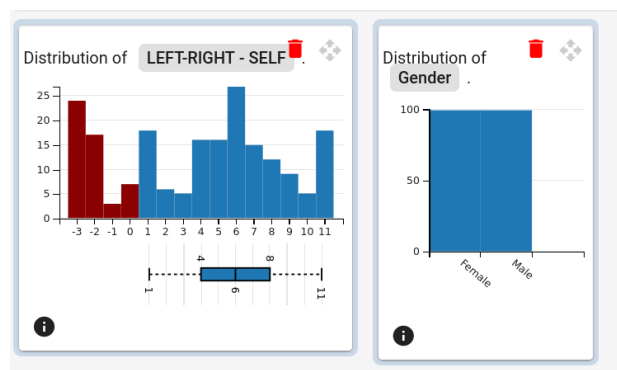 Distribution of LEFT-RIGHT - SELF .
25
20
15
10
5
0
-3 -2 -1 0 1 2 3 4 5 6 7 8 9 10 11
4 8
1 6 11
i
Distribution of
Gender .
100
50
0
Female Male
i